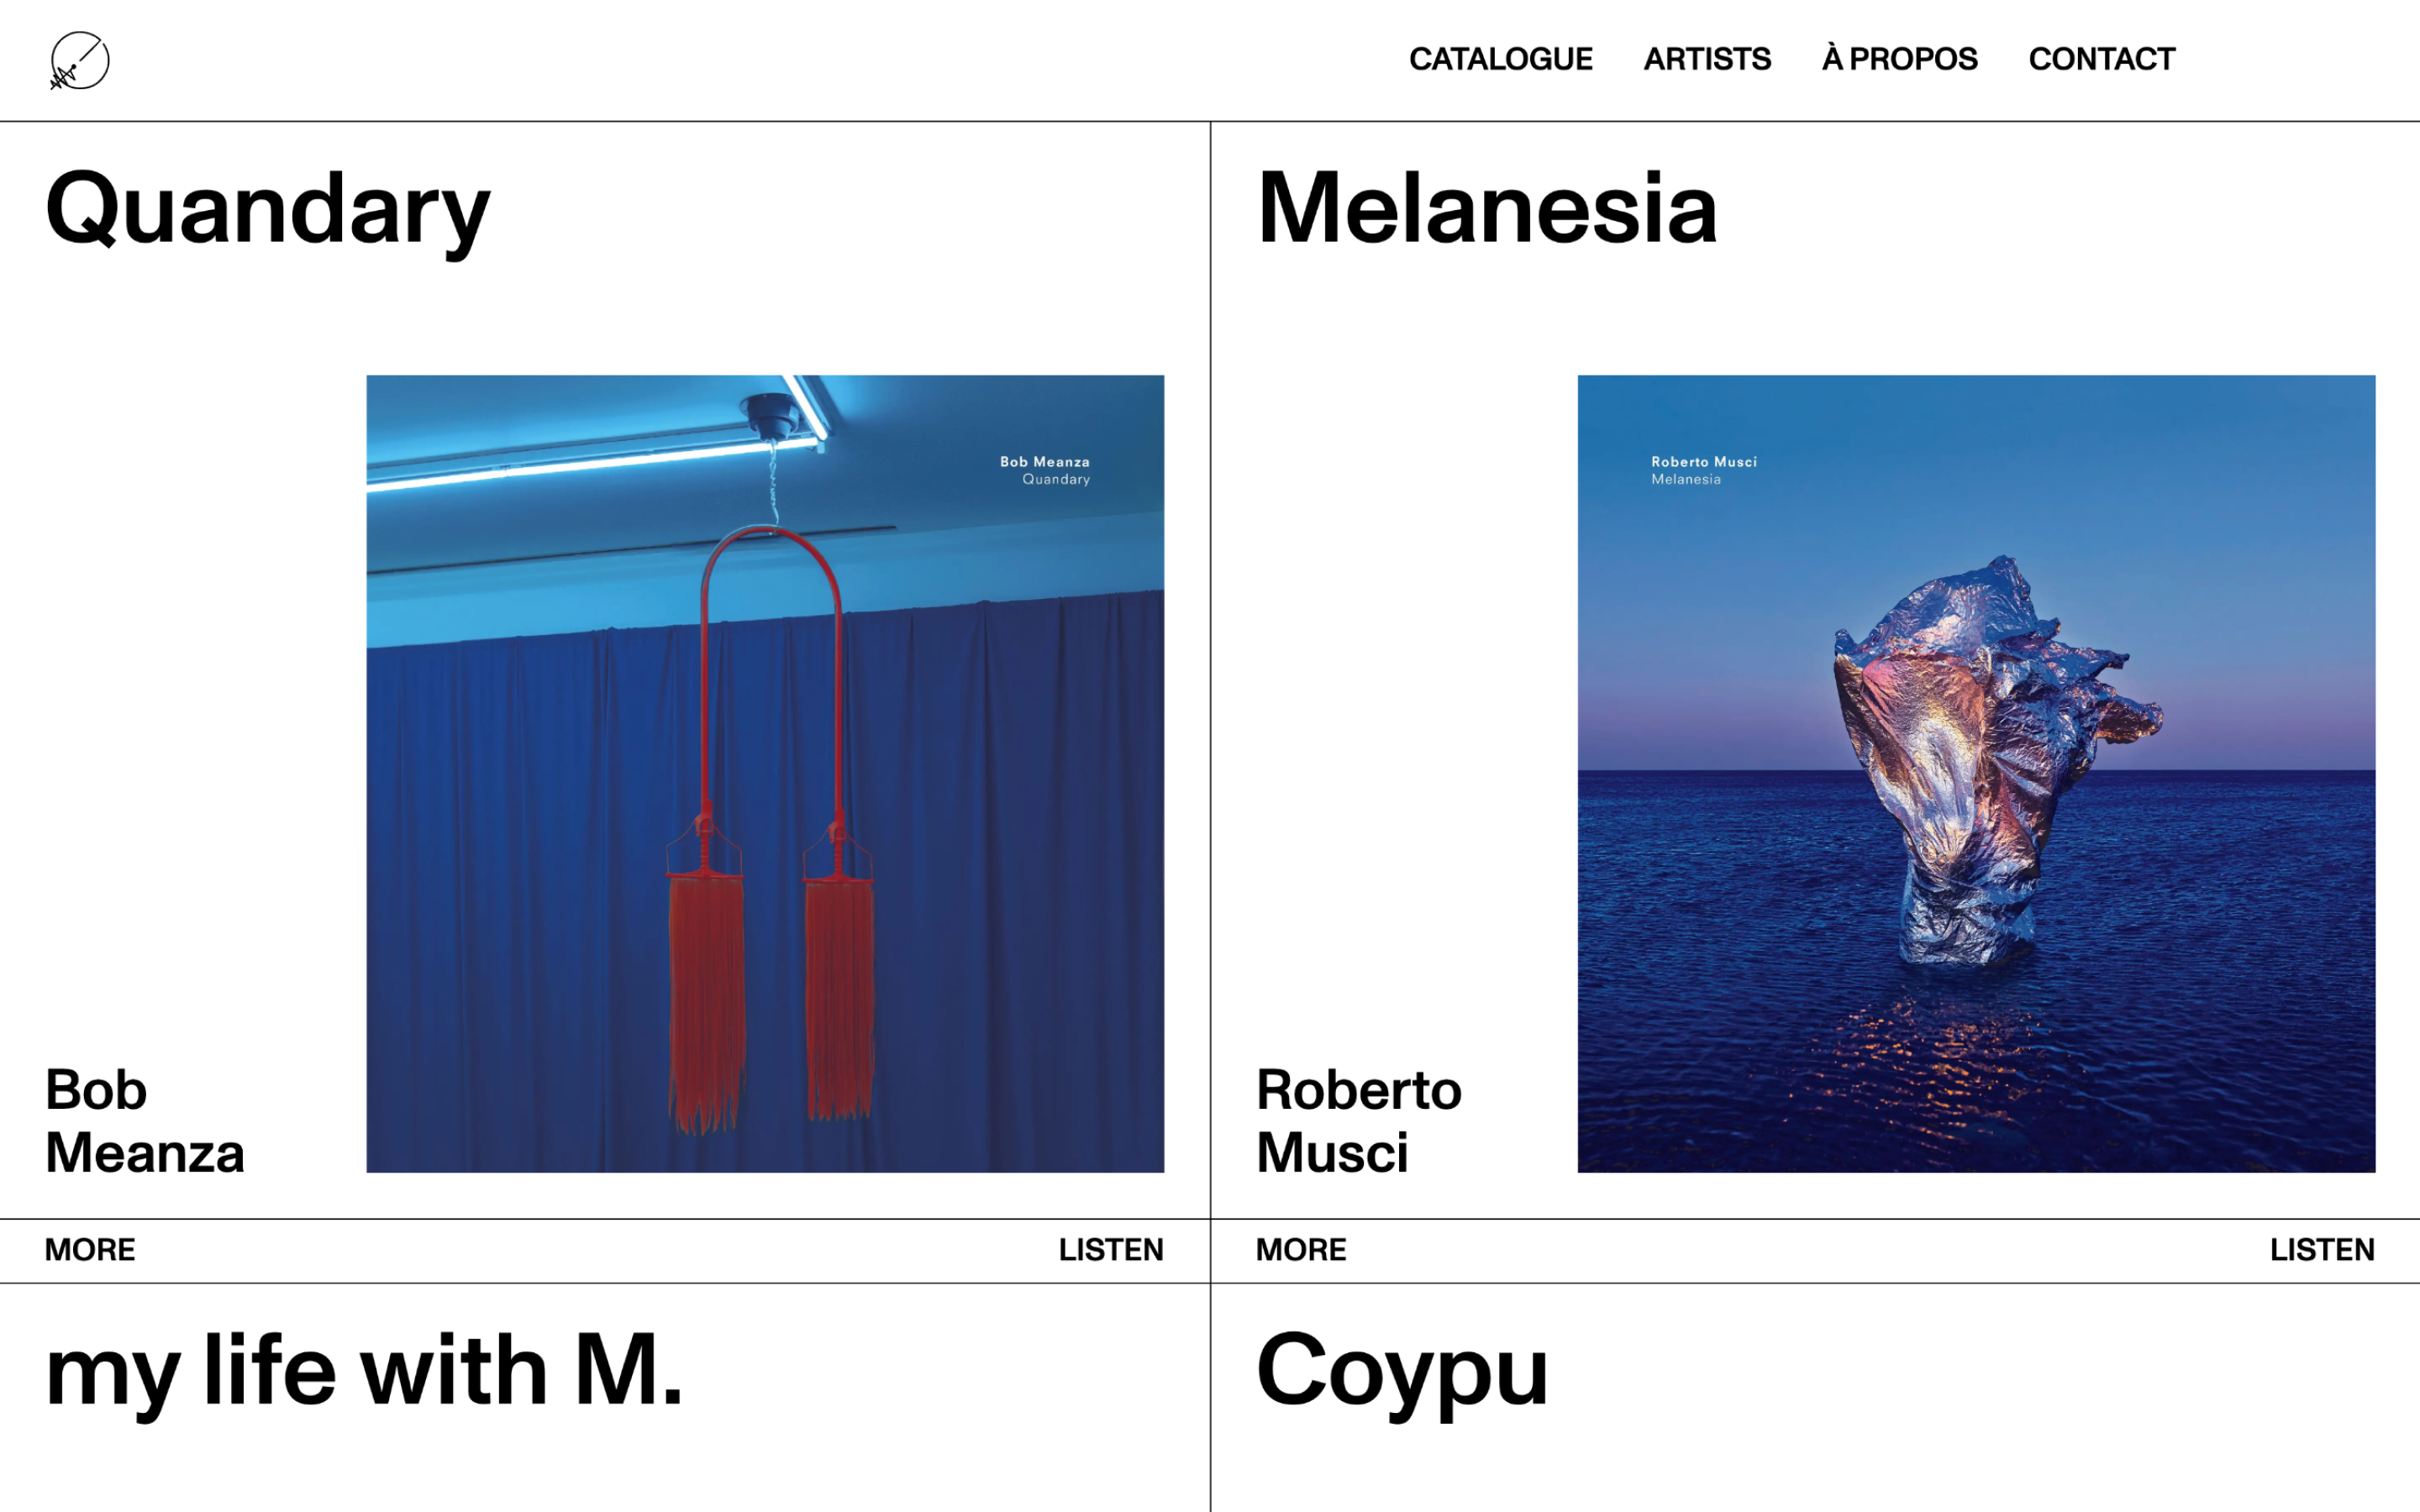 CATALOGUE ARTISTS À PROPOS CONTACT
Quandary
Bob Meanza
Quandary
Bob
Meanza
MORE LISTEN
Melanesia
Roberto Musci
Melanesia
Roberto
Musci
MORE LISTEN
my life with M.
Coypu